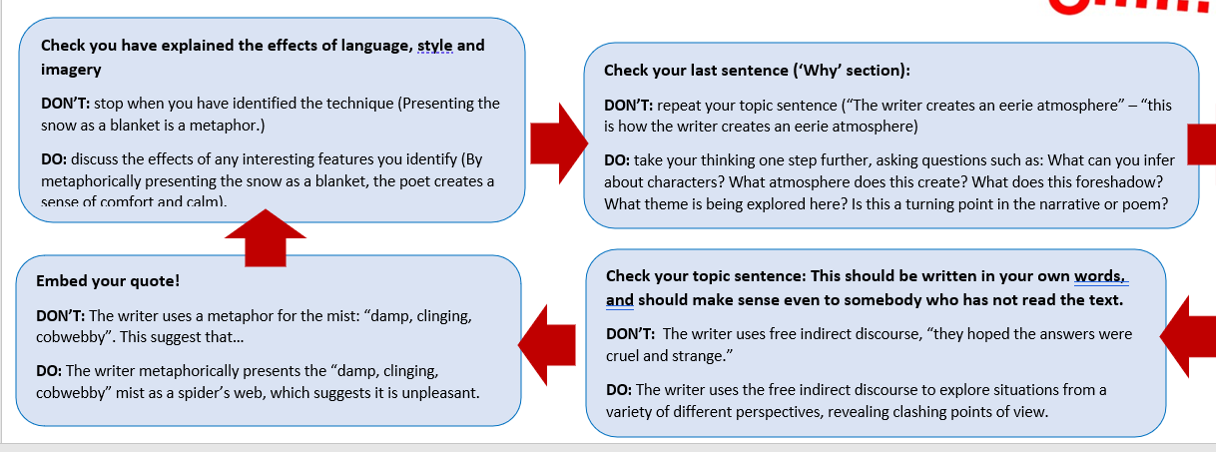 Check you have explained the effects of language, style and
imagery
DON'T: stop when you have identified the technique (Presenting the
snow as a blanket is a metaphor.)
DO: discuss the effects of any interesting features you identify (By
metaphorically presenting the snow as a blanket, the poet creates a
sense of comfort and calm).
Check your last sentence ('Why' section):
DON'T: repeat your topic sentence ("The writer creates an eerie atmosphere" – "this
is how the writer creates an eerie atmosphere)
DO: take your thinking one step further, asking questions such as: What can you infer
about characters? What atmosphere does this create? What does this foreshadow?
What theme is being explored here? Is this a turning point in the narrative or poem?
Embed your quote!
DON'T: The writer uses a metaphor for the mist: "damp, clinging,
cobwebby". This suggest that…
DO: The writer metaphorically presents the "damp, clinging,
cobwebby" mist as a spider's web, which suggests it is unpleasant.
Check your topic sentence: This should be written in your own words,
and should make sense even to somebody who has not read the text.
DON'T:  The writer uses free indirect discourse, "they hoped the answers were
cruel and strange."
DO: The writer uses the free indirect discourse to explore situations from a
variety of different perspectives, revealing clashing points of view.